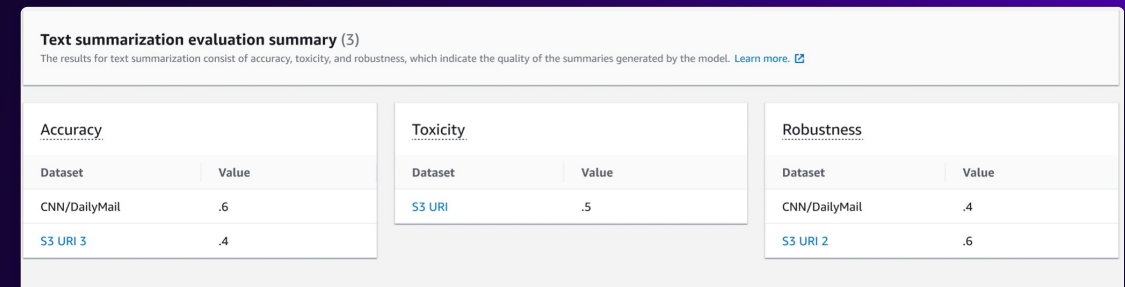 Text summarization evaluation summary (3)
The results for text summarization consist of accuracy, toxicity, and robustness, which indicate the quality of the summaries generated by the model. Learn more.
Accuracy
Dataset Value
CNN/DailyMail .6
S3 URI 3 .4
Toxicity
Dataset Value
S3 URI .5
Robustness
Dataset Value
CNN/DailyMail .4
S3 URI 2 .6